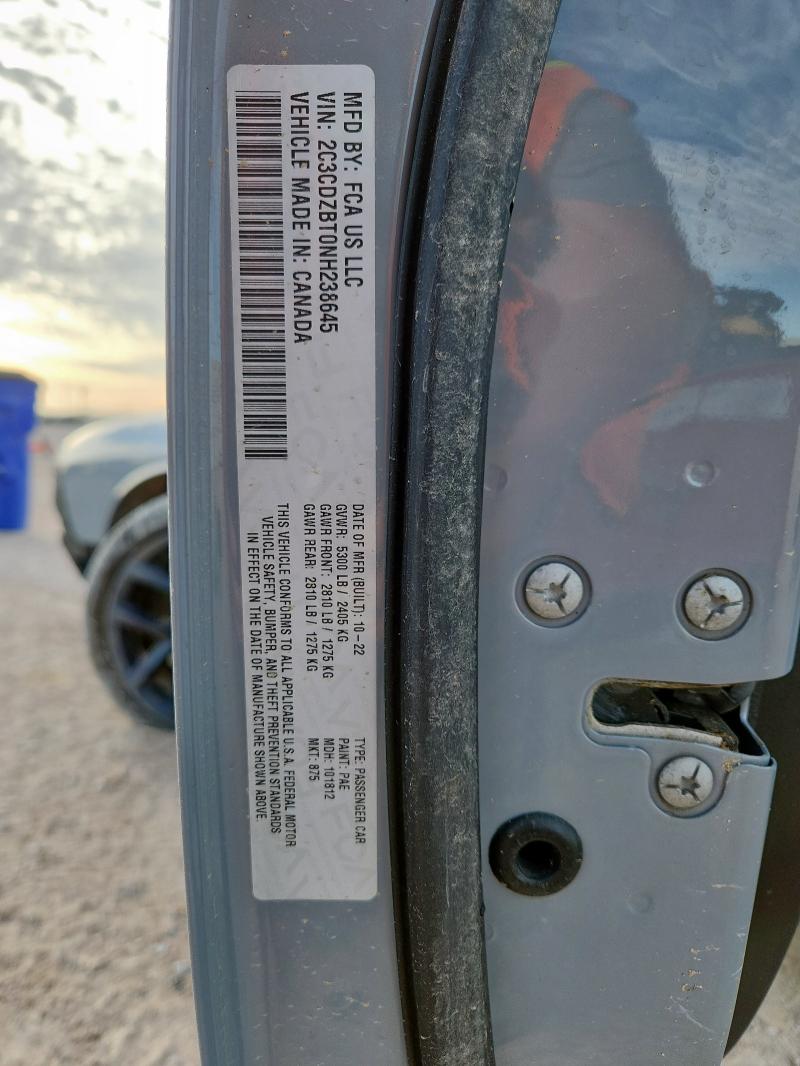 MFD BY: FCA US LLC
VIN: 2C3CDZBT0NH238645
VEHICLE MADE IN: CANADA
DATE OF MFR (BUILT): 10-22
GVWR: 5300 LB / 2405 KG
GAWR FRONT: 2810 LB / 1275 KG
GAWR REAR: 2810 LB / 1275 KG
TYPE: PASSENGER CAR
PAINT: PAE
MDH: 101812
MKT: 875
THIS VEHICLE CONFORMS TO ALL APPLICABLE U.S.A. FEDERAL MOTOR
VEHICLE SAFETY, BUMPER, AND THEFT PREVENTION STANDARDS
IN EFFECT ON THE DATE OF MANUFACTURE SHOWN ABOVE.